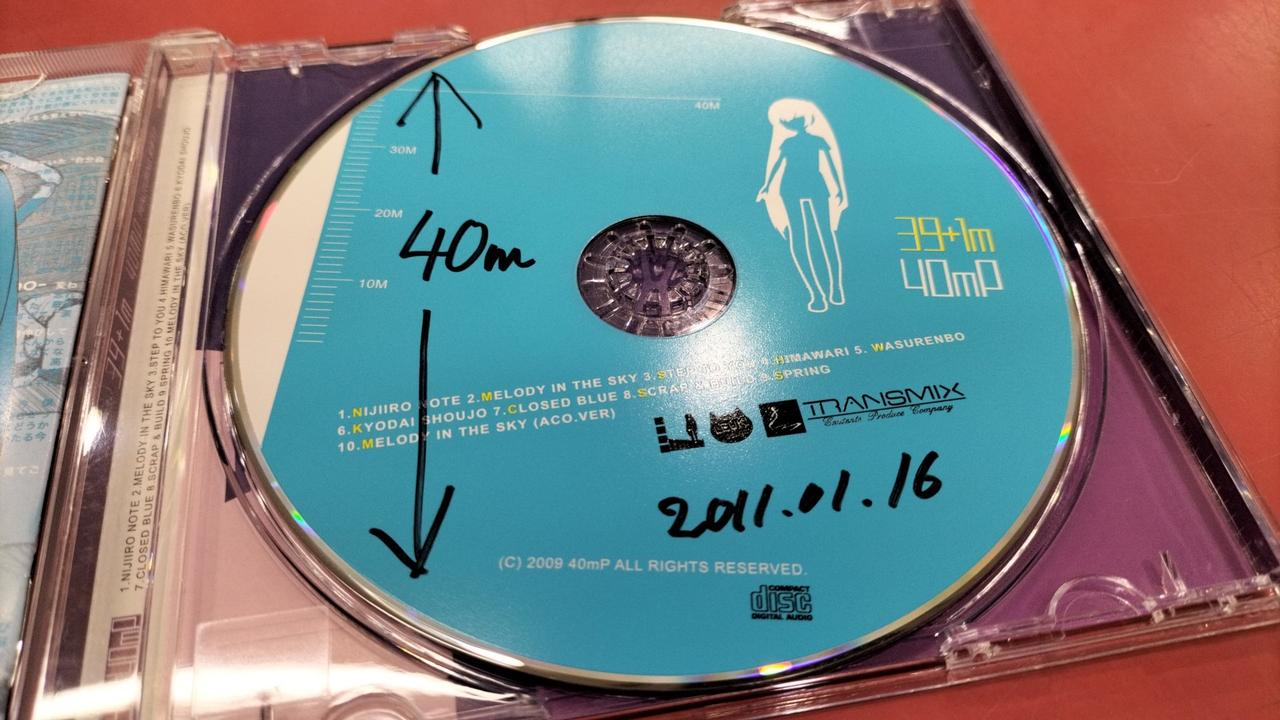 40M
30M
20M
10M
40m
39+1m
40mP
1.NIJIIRO NOTE 2.MELODY IN THE SKY 3.STEP TO YOU 4.HIMAWARI 5. WASURENBO
6.KYODAI SHOUJO 7.CLOSED BLUE 8.SCRAP & BUILD 9.SPRING
10.MELODY IN THE SKY (ACO.VER)
TRANSMIX
2011.01.16
(C) 2009 40mP ALL RIGHTS RESERVED.
COMPACT
disc
DIGITAL AUDIO
1.NIJIIRO NOTE 2.MELODY IN THE SKY 3.STEP TO YOU 4 HIMAWARI 5 WASURENBO 6 KYODAI SHOUJO
7.CLOSED BLUE 8.SCRAP & BUILD 9.SPRING 10.MELODY IN THE SKY (ACO.VER)